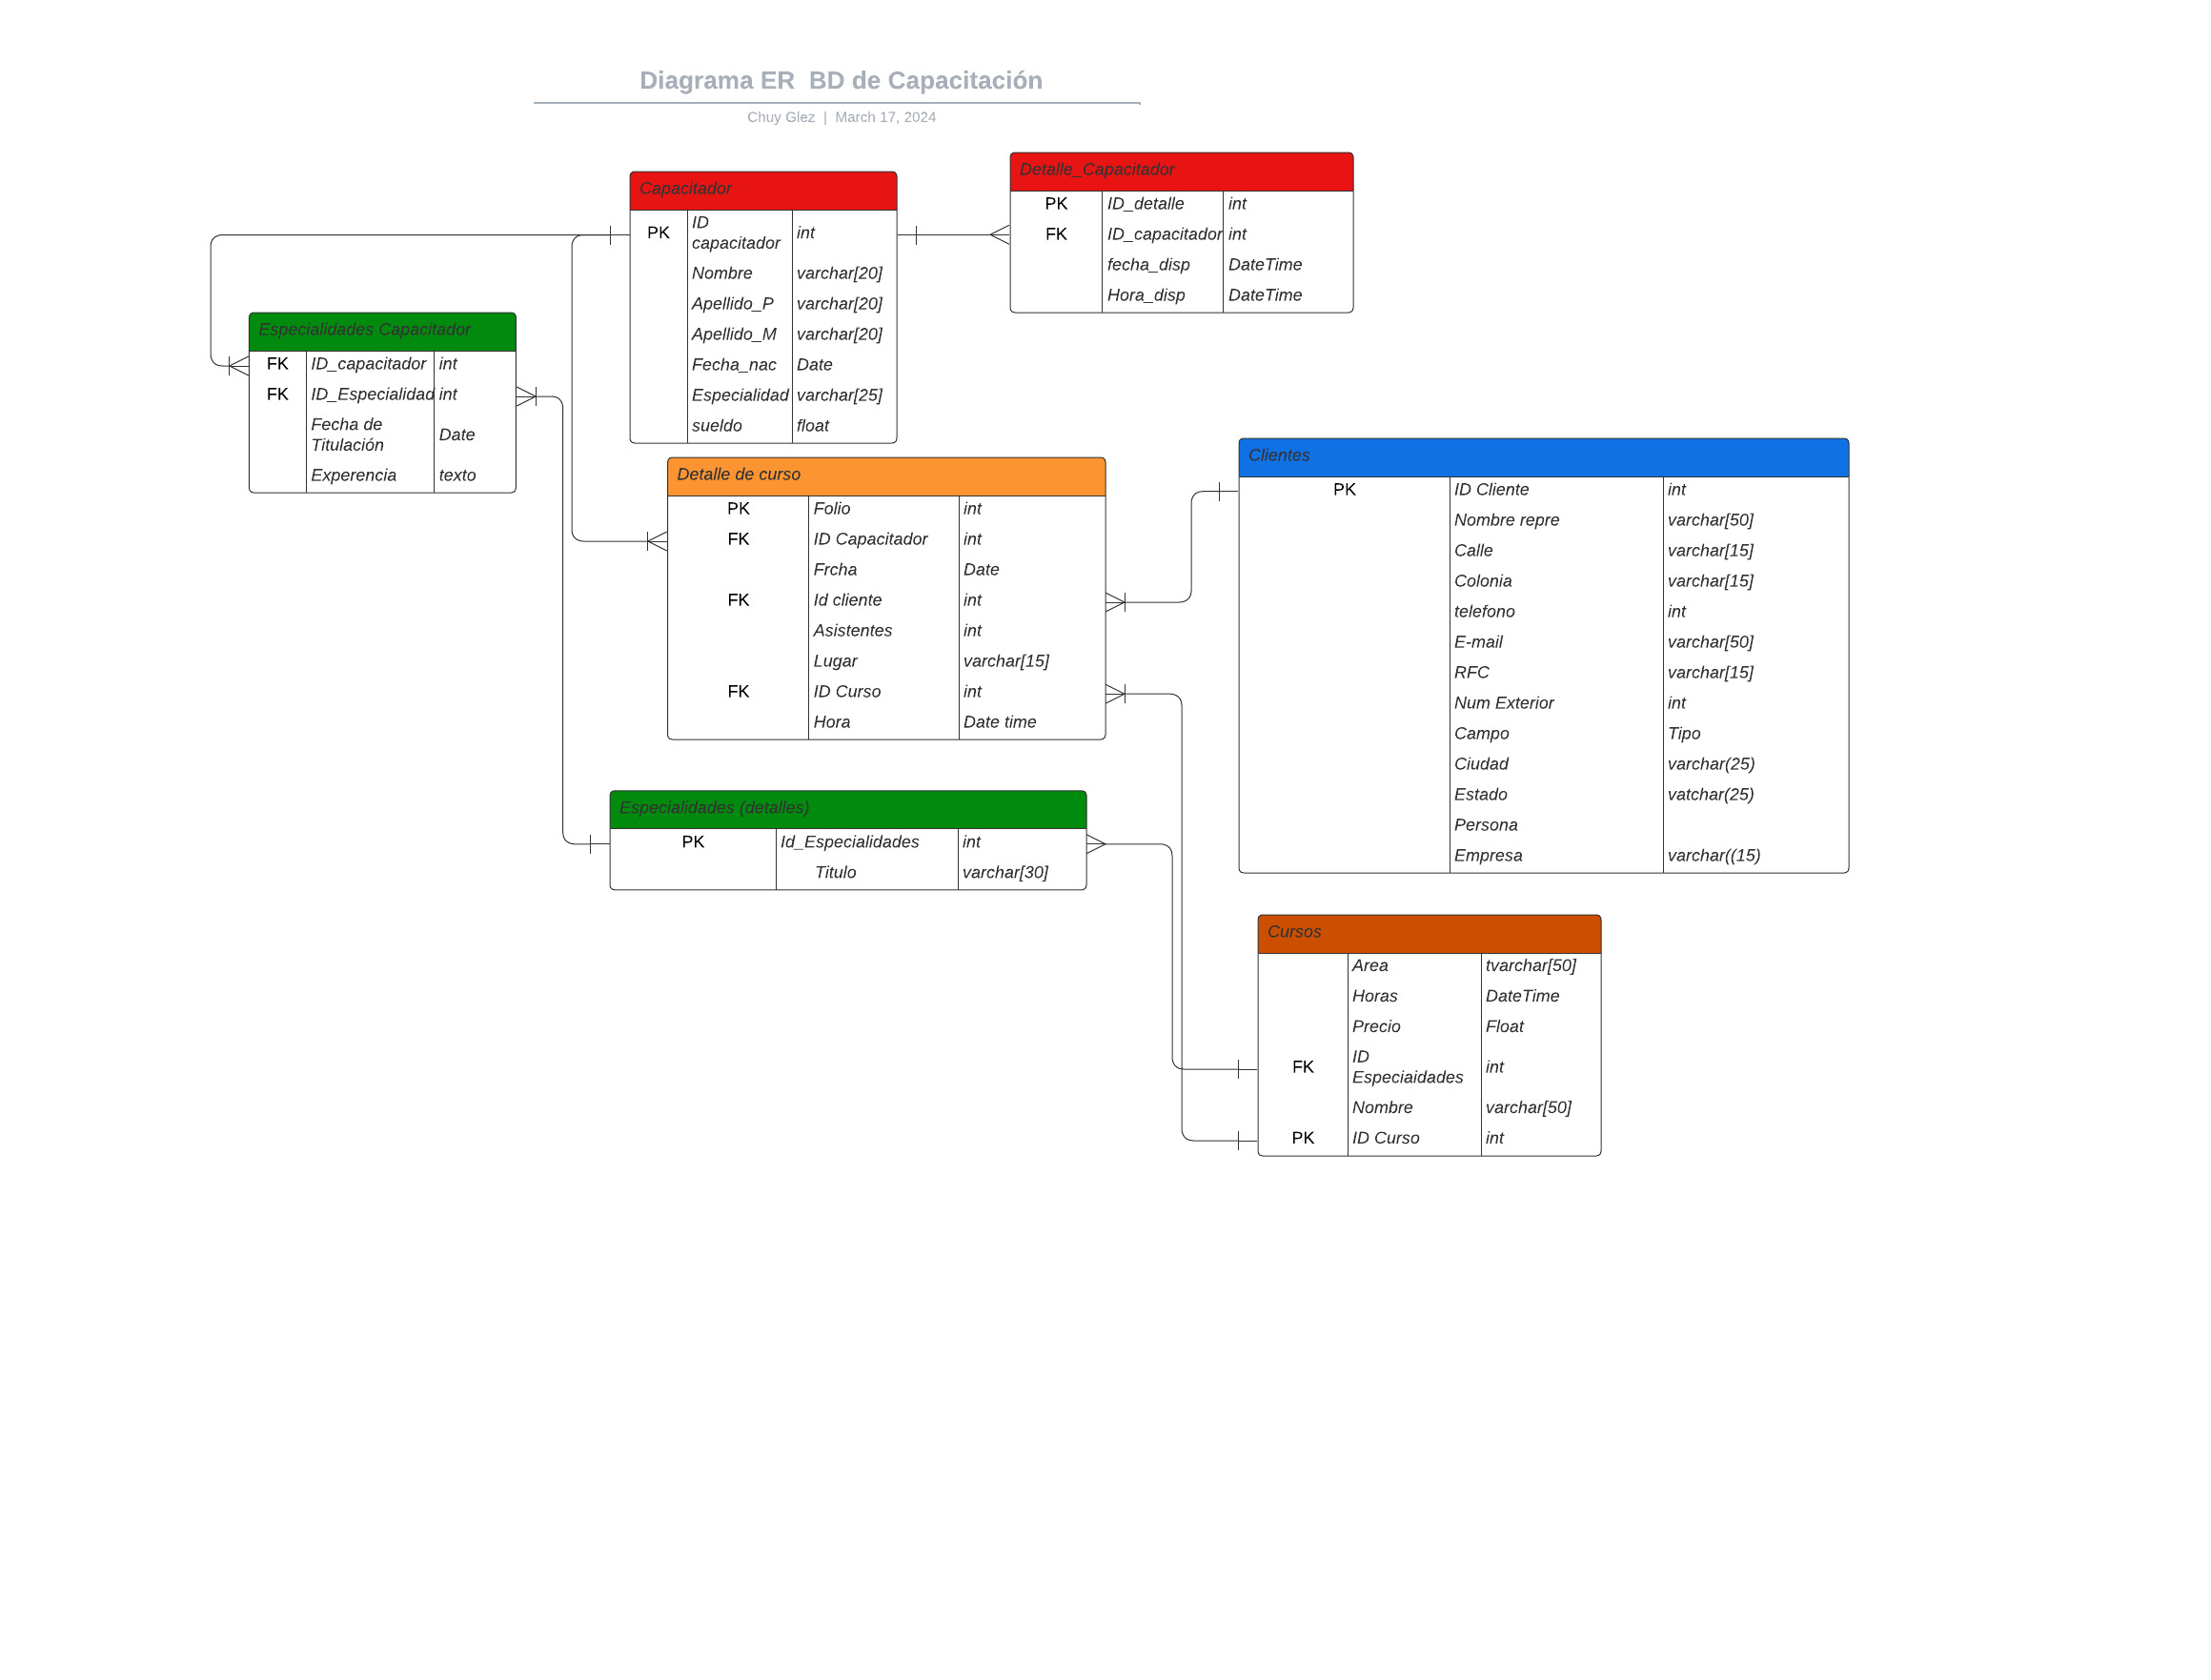 Diagrama ER  BD de Capacitación
Chuy Glez  |  March 17, 2024
Capacitador
PK ID capacitador int
Nombre varchar[20]
Apellido_P varchar[20]
Apellido_M varchar[20]
Fecha_nac Date
Especialidad varchar[25]
sueldo float
Detalle_Capacitador
PK ID_detalle int
FK ID_capacitador int
fecha_disp DateTime
Hora_disp DateTime
Especialidades Capacitador
FK ID_capacitador int
FK ID_Especialidad int
Fecha de Titulación Date
Experencia texto
Detalle de curso
PK Folio int
FK ID Capacitador int
Frcha Date
FK Id cliente int
Asistentes int
Lugar varchar[15]
FK ID Curso int
Hora Date time
Clientes
PK ID Cliente int
Nombre repre varchar[50]
Calle varchar[15]
Colonia varchar[15]
telefono int
E-mail varchar[50]
RFC varchar[15]
Num Exterior int
Campo Tipo
Ciudad varchar(25)
Estado vatchar(25)
Persona
Empresa varchar((15)
Especialidades (detalles)
PK Id_Especialidades int
Titulo varchar[30]
Cursos
Area tvarchar[50]
Horas DateTime
Precio Float
FK ID Especiaidades int
Nombre varchar[50]
PK ID Curso int